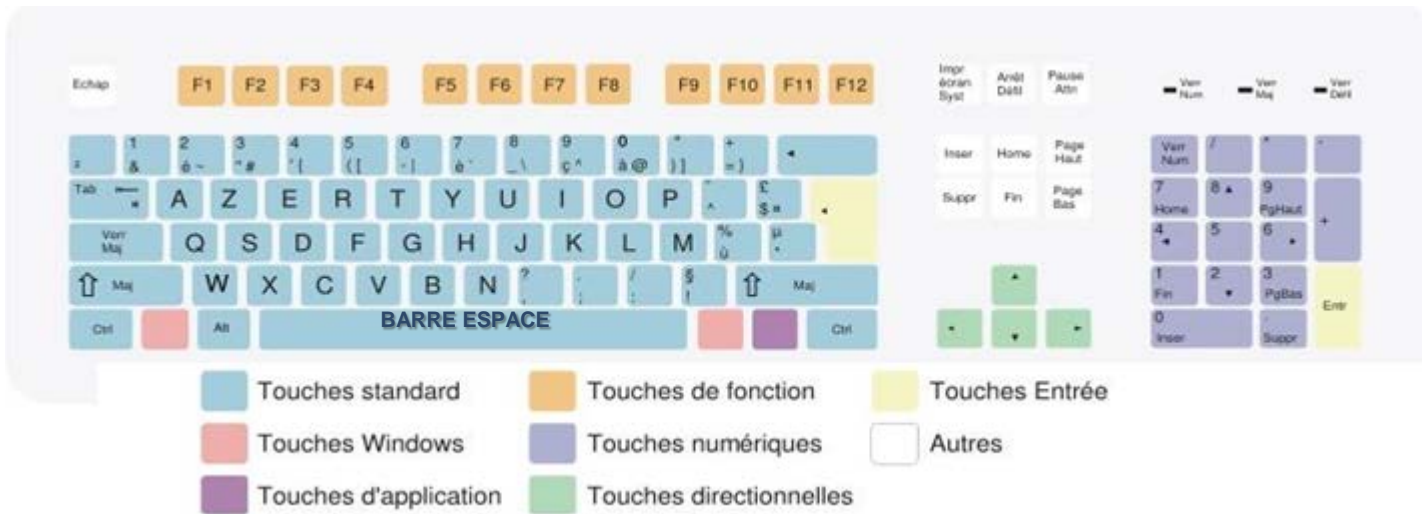 Echap F1 F2 F3 F4 F5 F6 F7 F8 F9 F10 F11 F12
Impr écran Syst
Arrêt Défil
Pause Attn
Verr Num
Verr Maj
Verr Défil
²
1 &
2 é ~
3 " #
4 ' {
5 ( [
6 - |
7 è `
8 _ \
9 ç ^
0 à @
° ) ]
+ = }
Inser Home Page Haut
Verr Num / * -
Tab A Z E R T Y U I O P ¨ ^ £ $ ¤
Suppr Fin Page Bas
7 Home 8 9 PgHaut +
Verr Maj Q S D F G H J K L M % ù µ *
4 5 6
Maj W X C V B N ? , . ; / : § ! Maj
1 Fin 2 3 PgBas Entr
Ctrl Alt BARRE ESPACE Ctrl
0 Inser . Suppr
Touches standard Touches de fonction Touches Entrée
Touches Windows Touches numériques Autres
Touches d'application Touches directionnelles